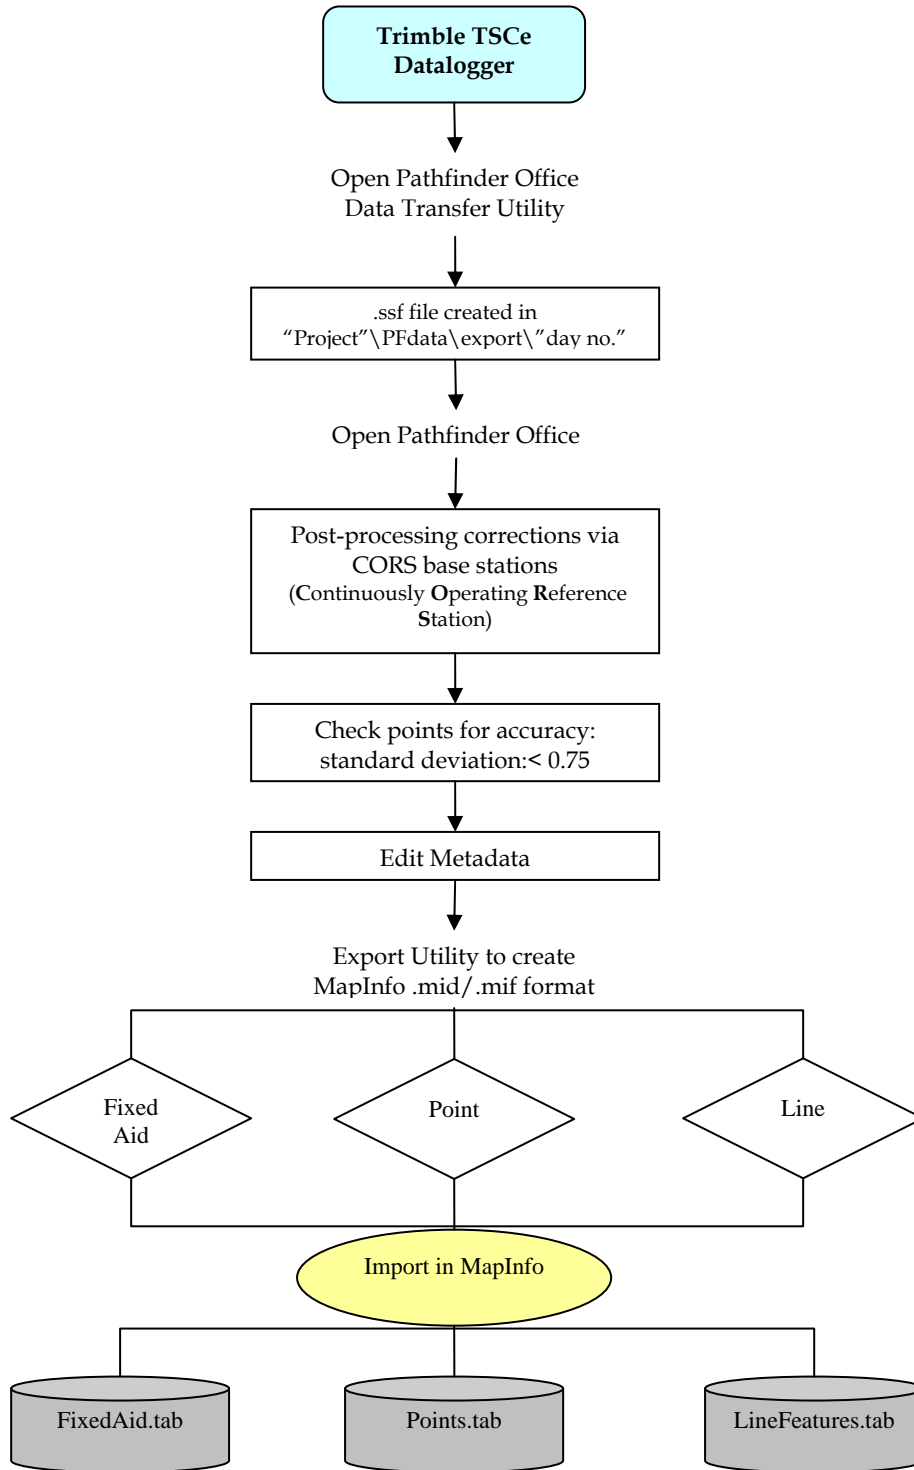 Trimble TSCe
Datalogger
Open Pathfinder Office
Data Transfer Utility
.ssf file created in
“Project”\PFdata\export\”day no.”
Open Pathfinder Office
Post-processing corrections via
CORS base stations
(Continuously Operating Reference
Station)
Check points for accuracy:
standard deviation:< 0.75
Edit Metadata
Export Utility to create
MapInfo .mid/.mif format
Fixed
Aid
Point
Line
Import in MapInfo
FixedAid.tab
Points.tab
LineFeatures.tab